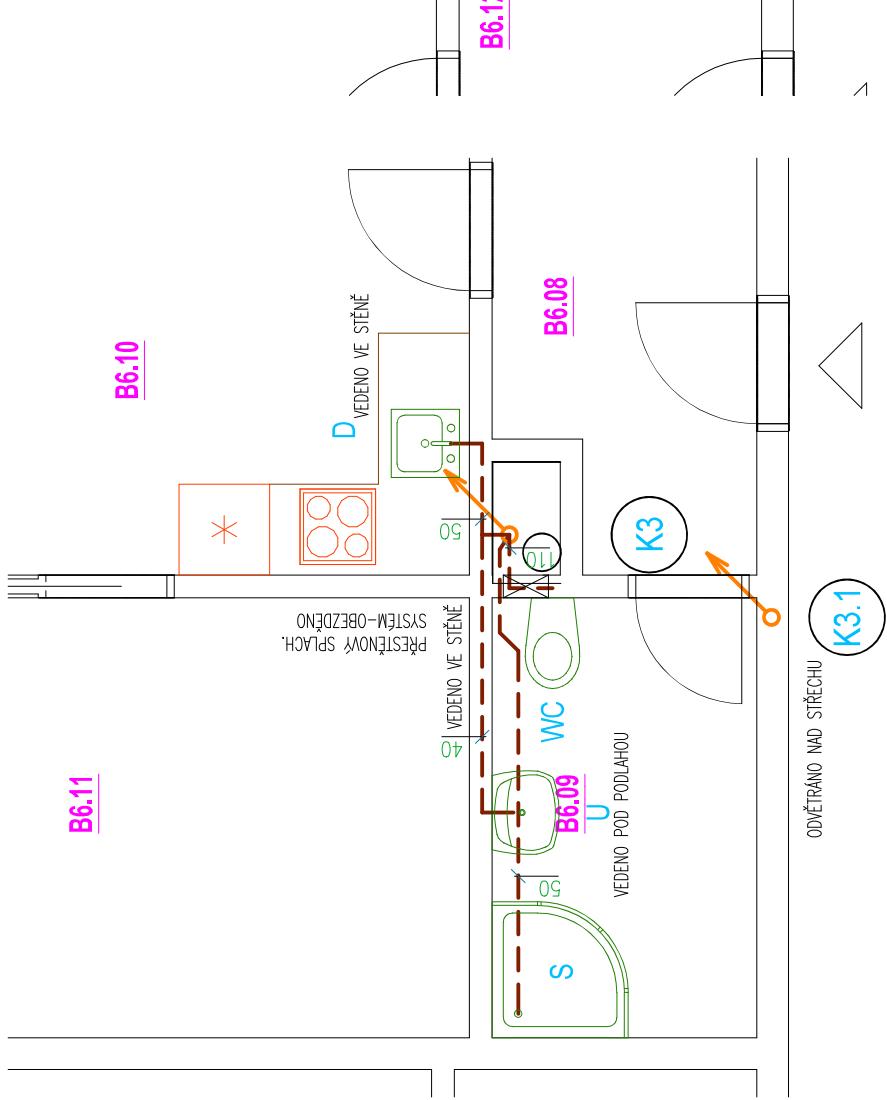 B6.10
D
VEDENO VE STĚNĚ
B6.08
50
110
K3
PŘESTĚNOVÝ SPLACH.
SYSTÉM-OBEZDĚNO
VEDENO VE STĚNĚ
40
WC
B6.11
B6.09
U
VEDENO POD PODLAHOU
50
S
K3.1
ODVĚTRÁNO NAD STŘECHU